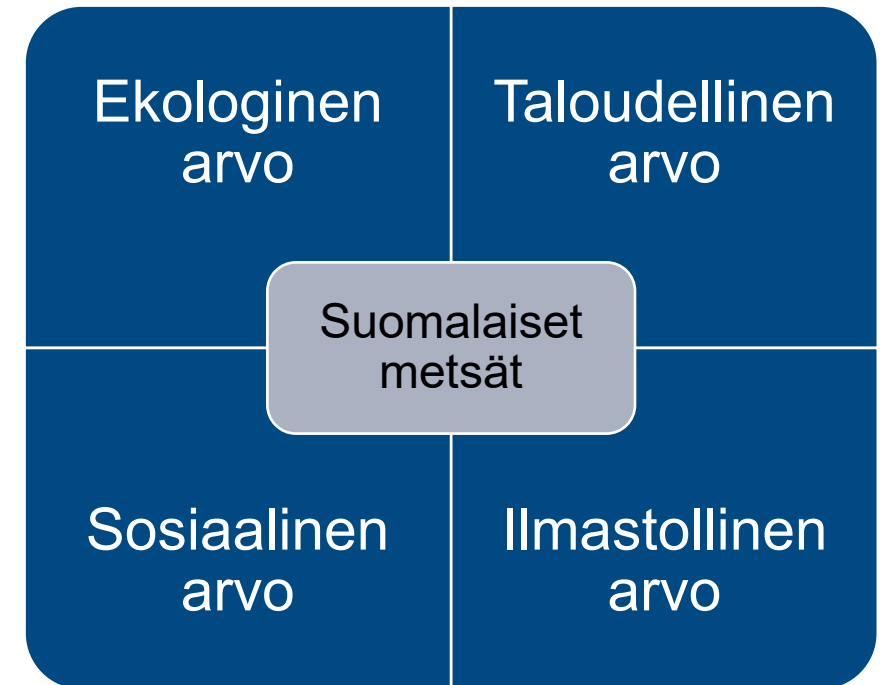 Ekologinen
arvo
Taloudellinen
arvo
Suomalaiset
metsät
Sosiaalinen
arvo
Ilmastollinen
arvo